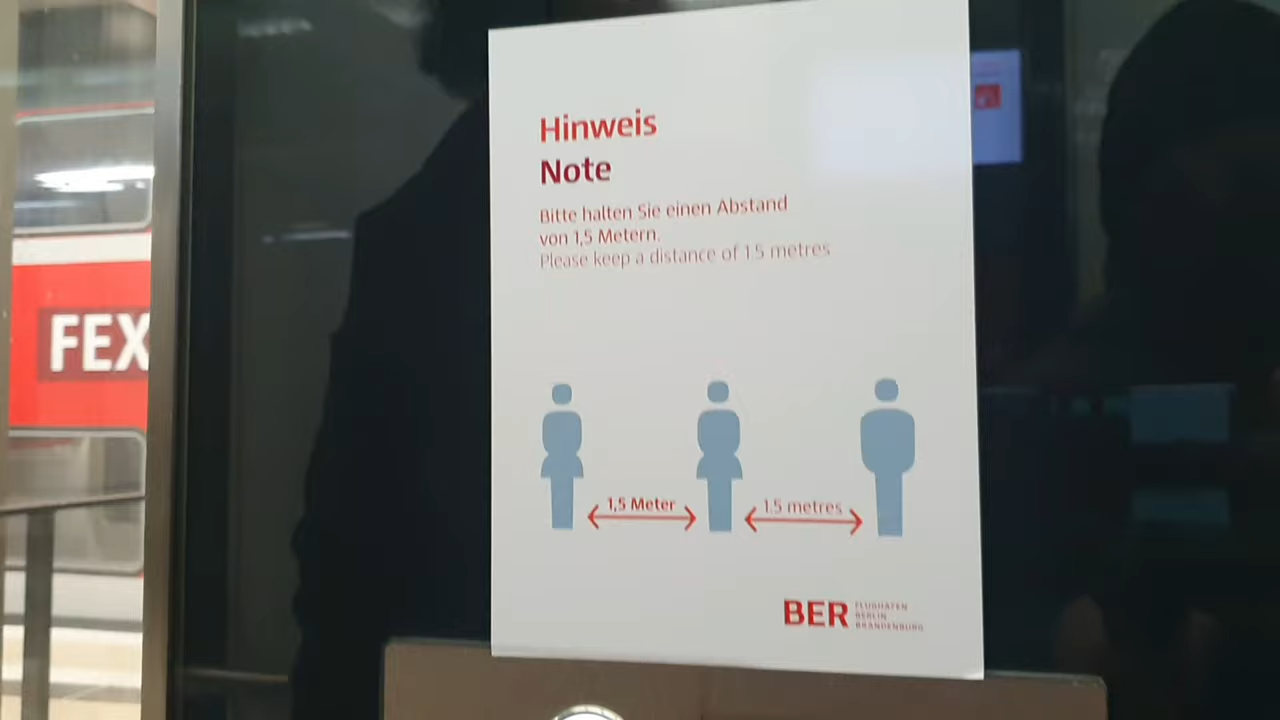 Hinweis
Note
Bitte halten Sie einen Abstand
von 1,5 Metern.
Please keep a distance of 1.5 metres
FEX
1,5 Meter
1.5 metres
BER
FLUGHAFEN
BERLIN
BRANDENBURG